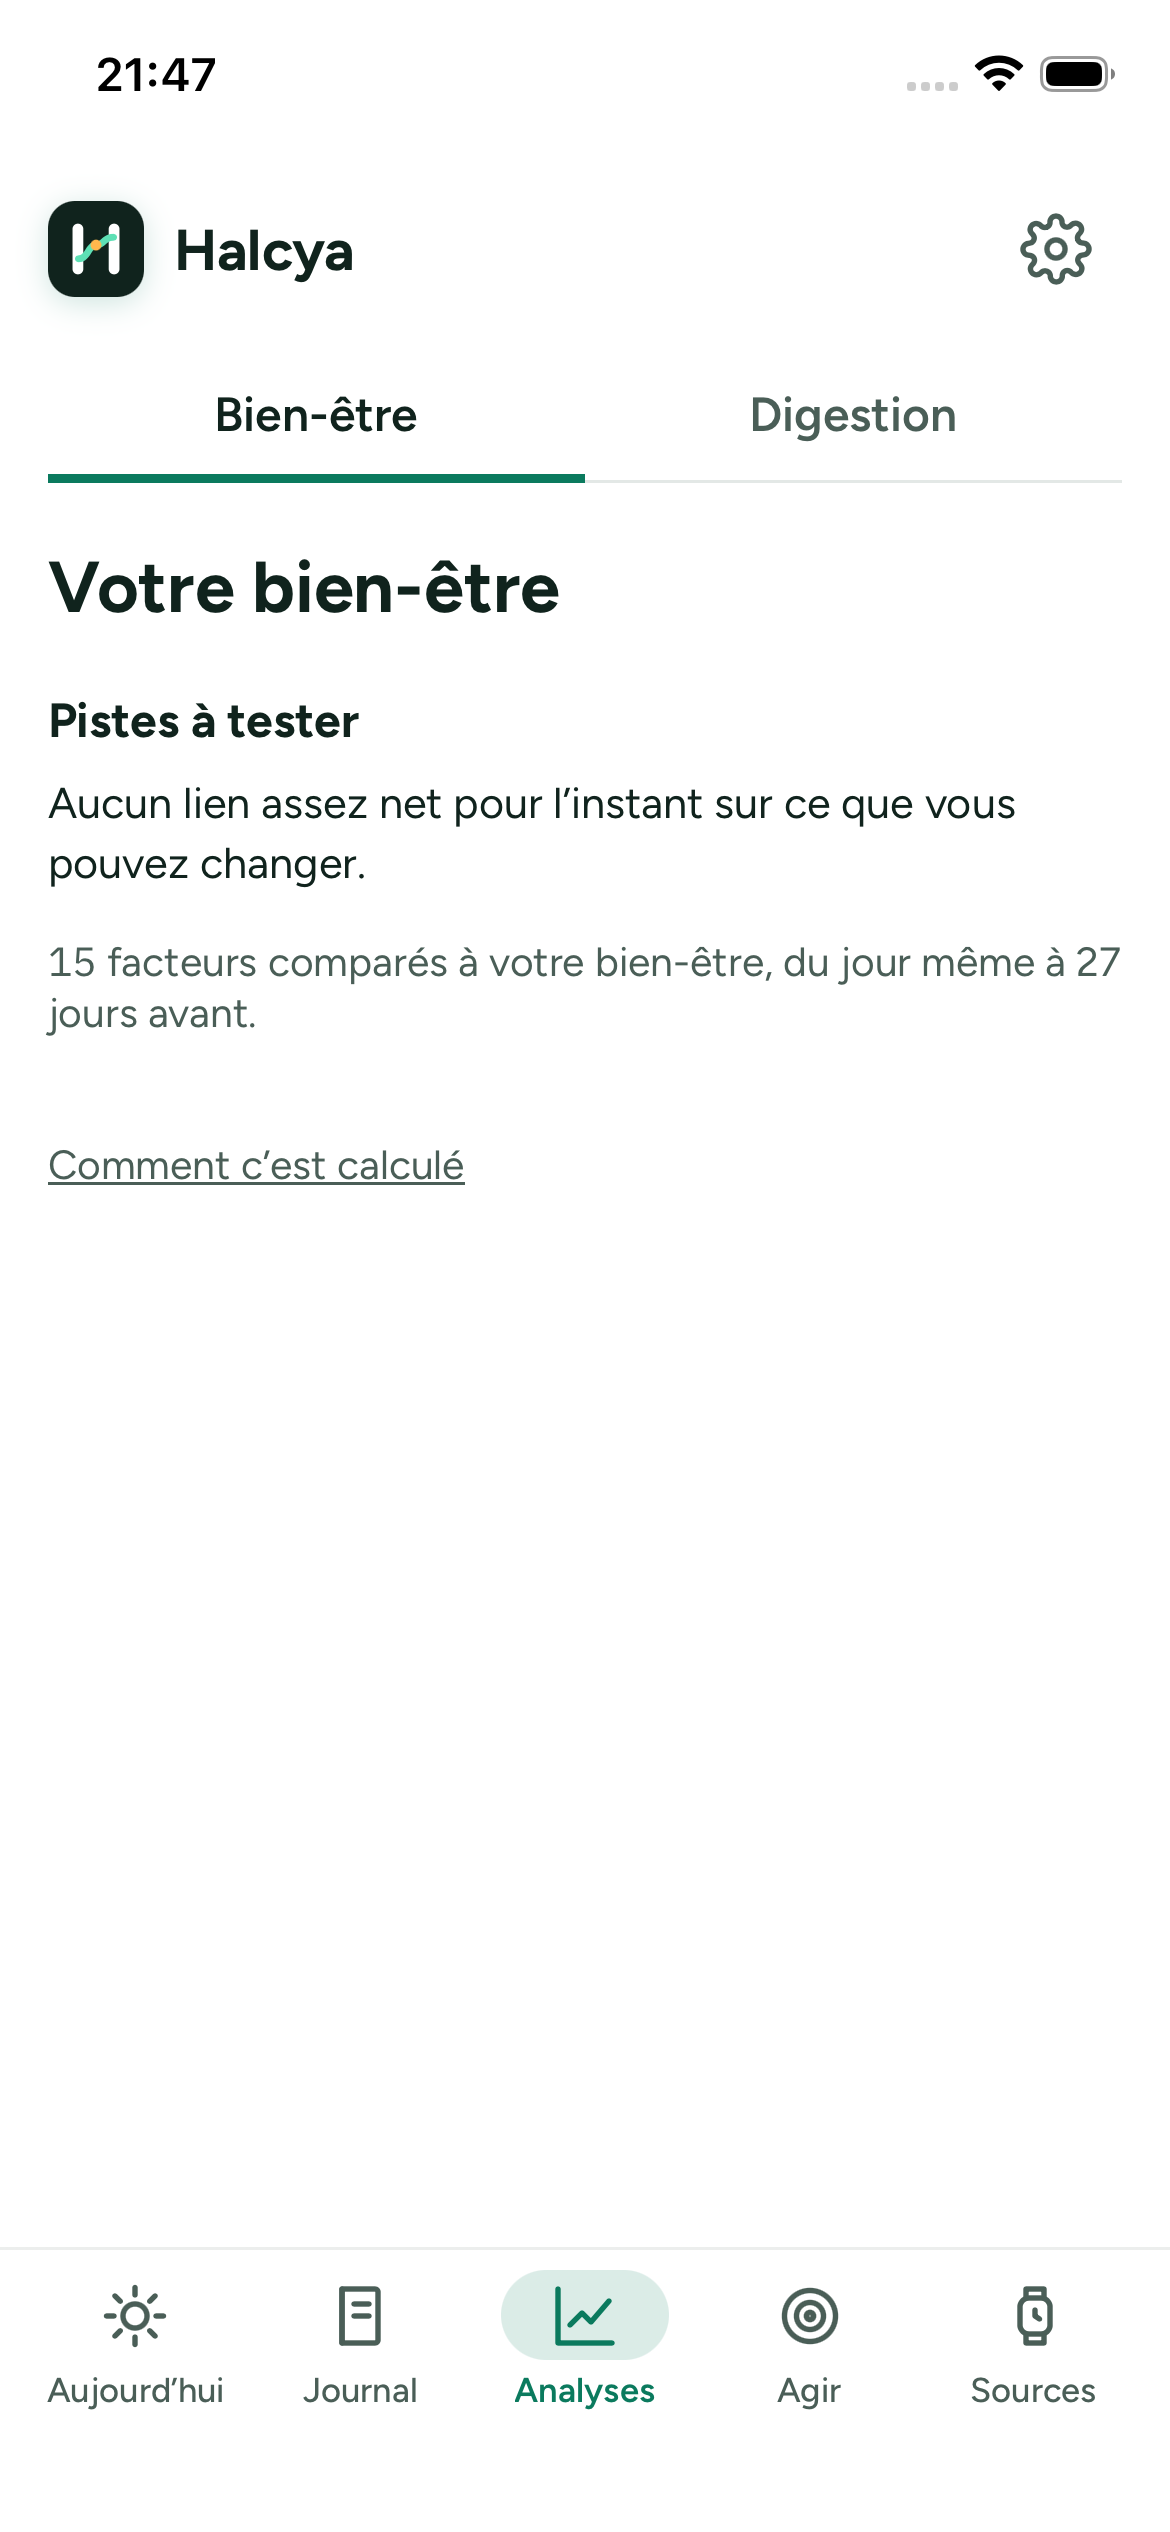 21:47
Halcya
Bien-être
Digestion
Votre bien-être
Pistes à tester
Aucun lien assez net pour l’instant sur ce que vous
pouvez changer.
15 facteurs comparés à votre bien-être, du jour même à 27
jours avant.
Comment c’est calculé
Aujourd’hui
Journal
Analyses
Agir
Sources